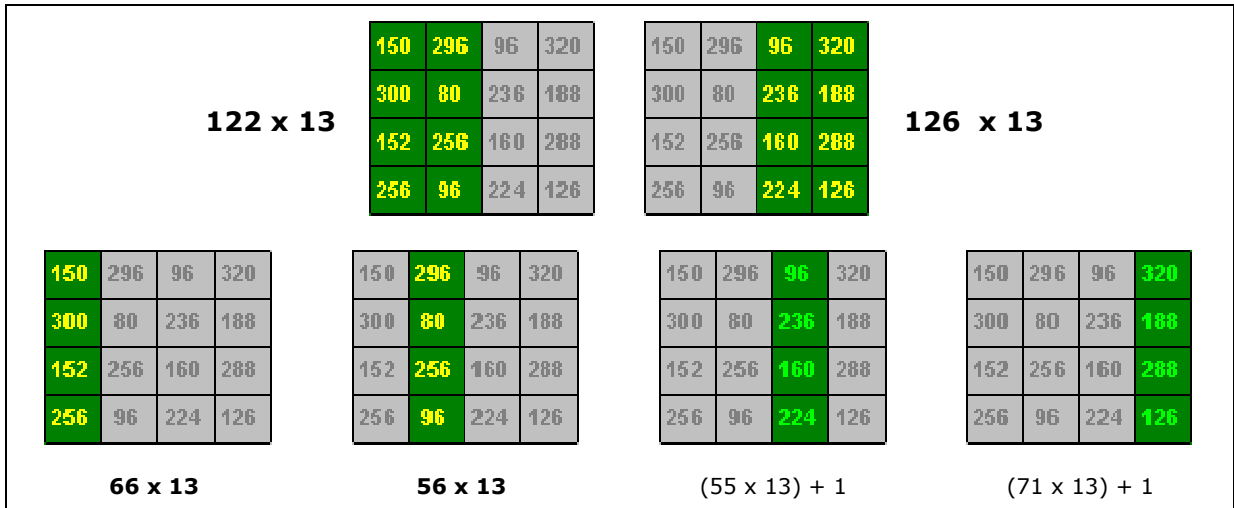 150 296 96 320 150 296 96 320
300 80 236 188 300 80 236 188
122 x 13 126 x 13
152 256 160 288 152 256 160 288
256 96 224 126 256 96 224 126
150 296 96 320 150 296 96 320 150 296 96 320 150 296 96 320
300 80 236 188 300 80 236 188 300 80 236 188 300 80 236 188
152 256 160 288 152 256 160 288 152 256 160 288 152 256 160 288
256 96 224 126 256 96 224 126 256 96 224 126 256 96 224 126
66 x 13 56 x 13 (55 x 13) + 1 (71 x 13) + 1